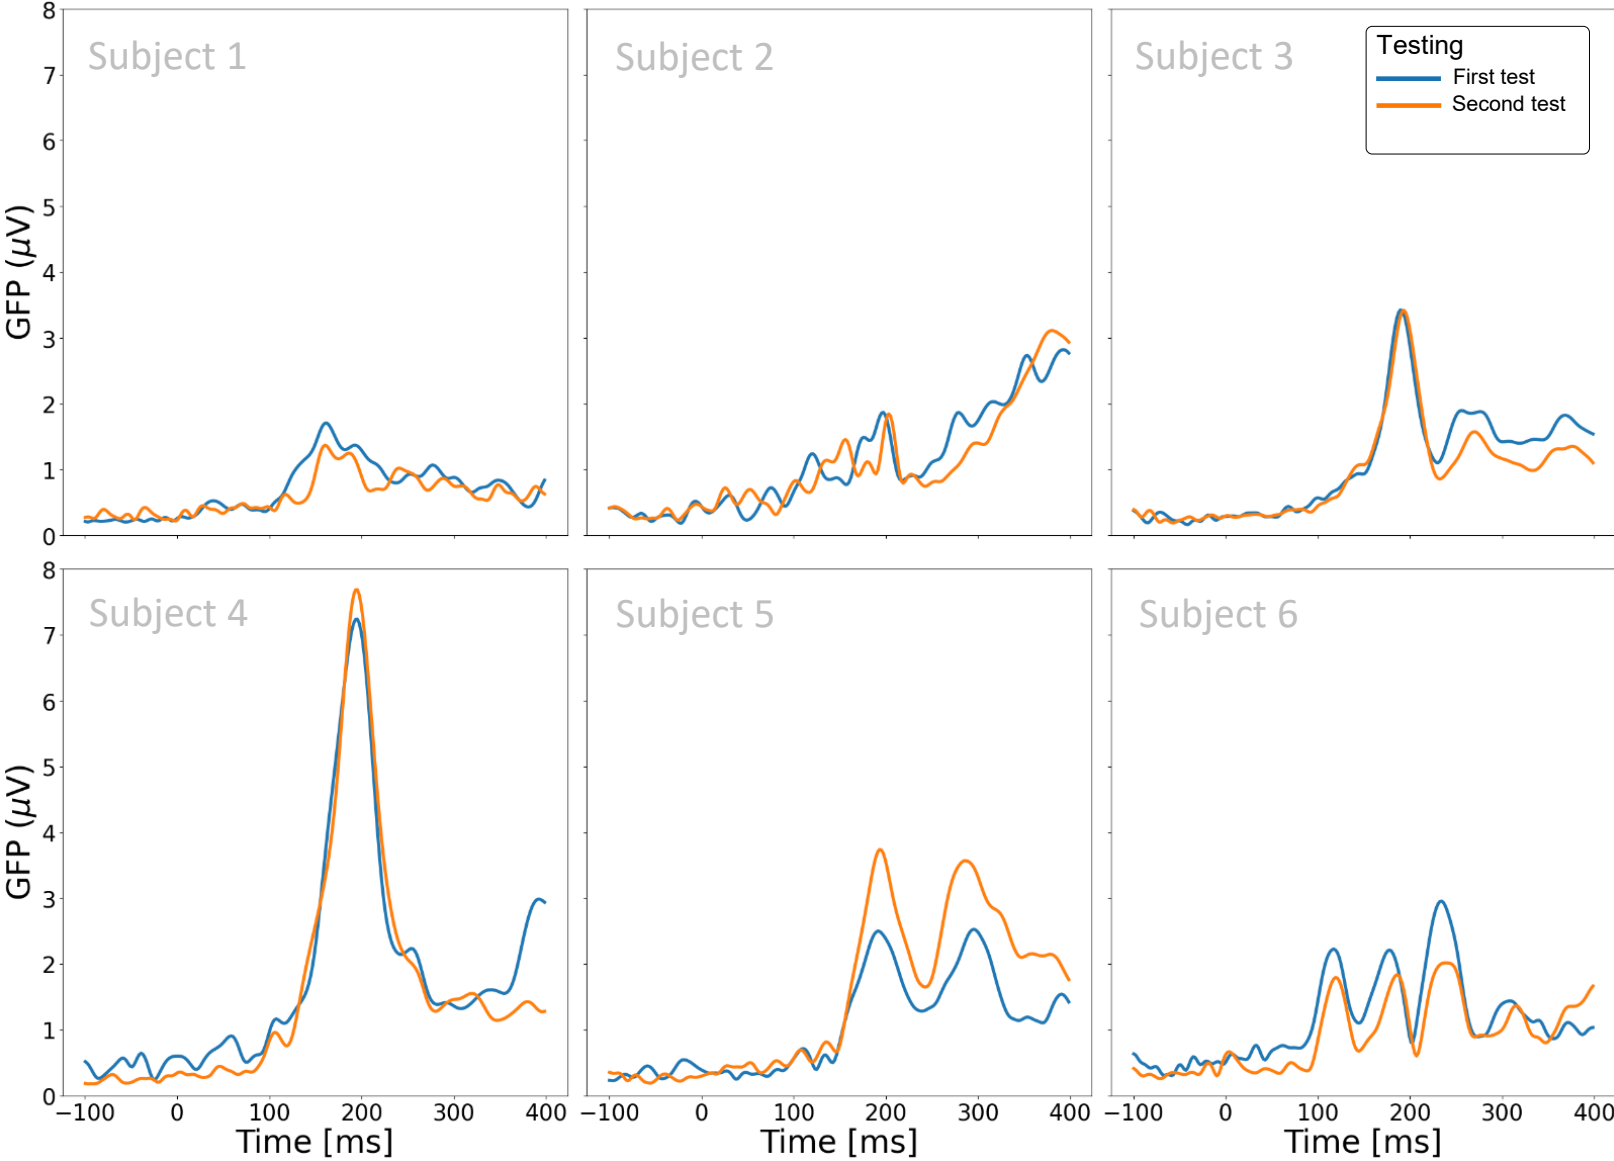 Subject 1
Subject 2
Subject 3
Testing
First test
Second test
8
7
6
5
4
3
2
1
0
GFP (μV)
Subject 4
Subject 5
Subject 6
8
7
6
5
4
3
2
1
0
GFP (μV)
−100 0 100 200 300 400
−100 0 100 200 300 400
−100 0 100 200 300 400
Time [ms]
Time [ms]
Time [ms]